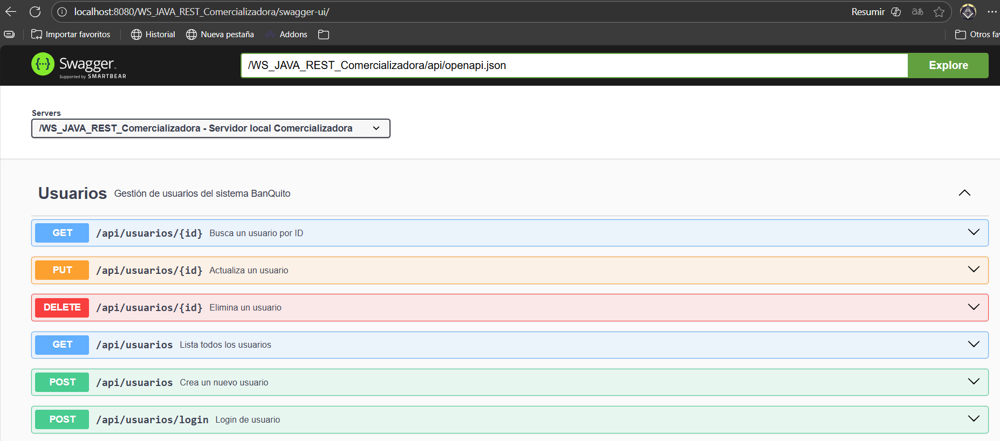 localhost:8080/WS_JAVA_REST_Comercializadora/swagger-ui/
Resumir
aあ
Importar favoritos
Historial
Nueva pestaña
Addons
Otros fa
{···} Swagger
Supported by SMARTBEAR
/WS_JAVA_REST_Comercializadora/api/openapi.json
Explore
Servers
/WS_JAVA_REST_Comercializadora - Servidor local Comercializadora
Usuarios Gestión de usuarios del sistema BanQuito
GET /api/usuarios/{id} Busca un usuario por ID
PUT /api/usuarios/{id} Actualiza un usuario
DELETE /api/usuarios/{id} Elimina un usuario
GET /api/usuarios Lista todos los usuarios
POST /api/usuarios Crea un nuevo usuario
POST /api/usuarios/login Login de usuario